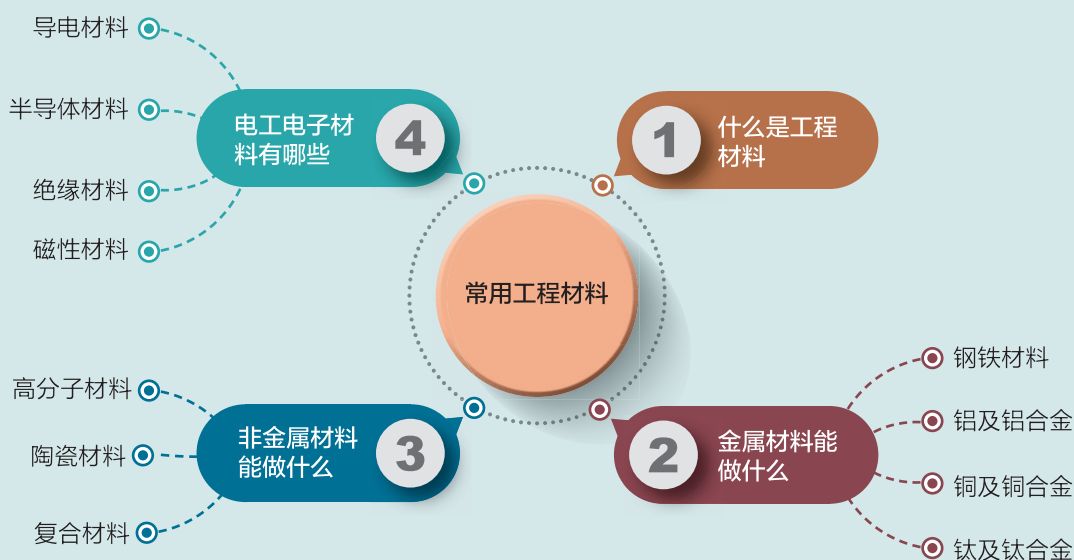 常用工程材料
1
什么是工程
材料
2
金属材料能
做什么
钢铁材料
铝及铝合金
铜及铜合金
钛及钛合金
3
非金属材料
能做什么
高分子材料
陶瓷材料
复合材料
4
电工电子材
料有哪些
导电材料
半导体材料
绝缘材料
磁性材料